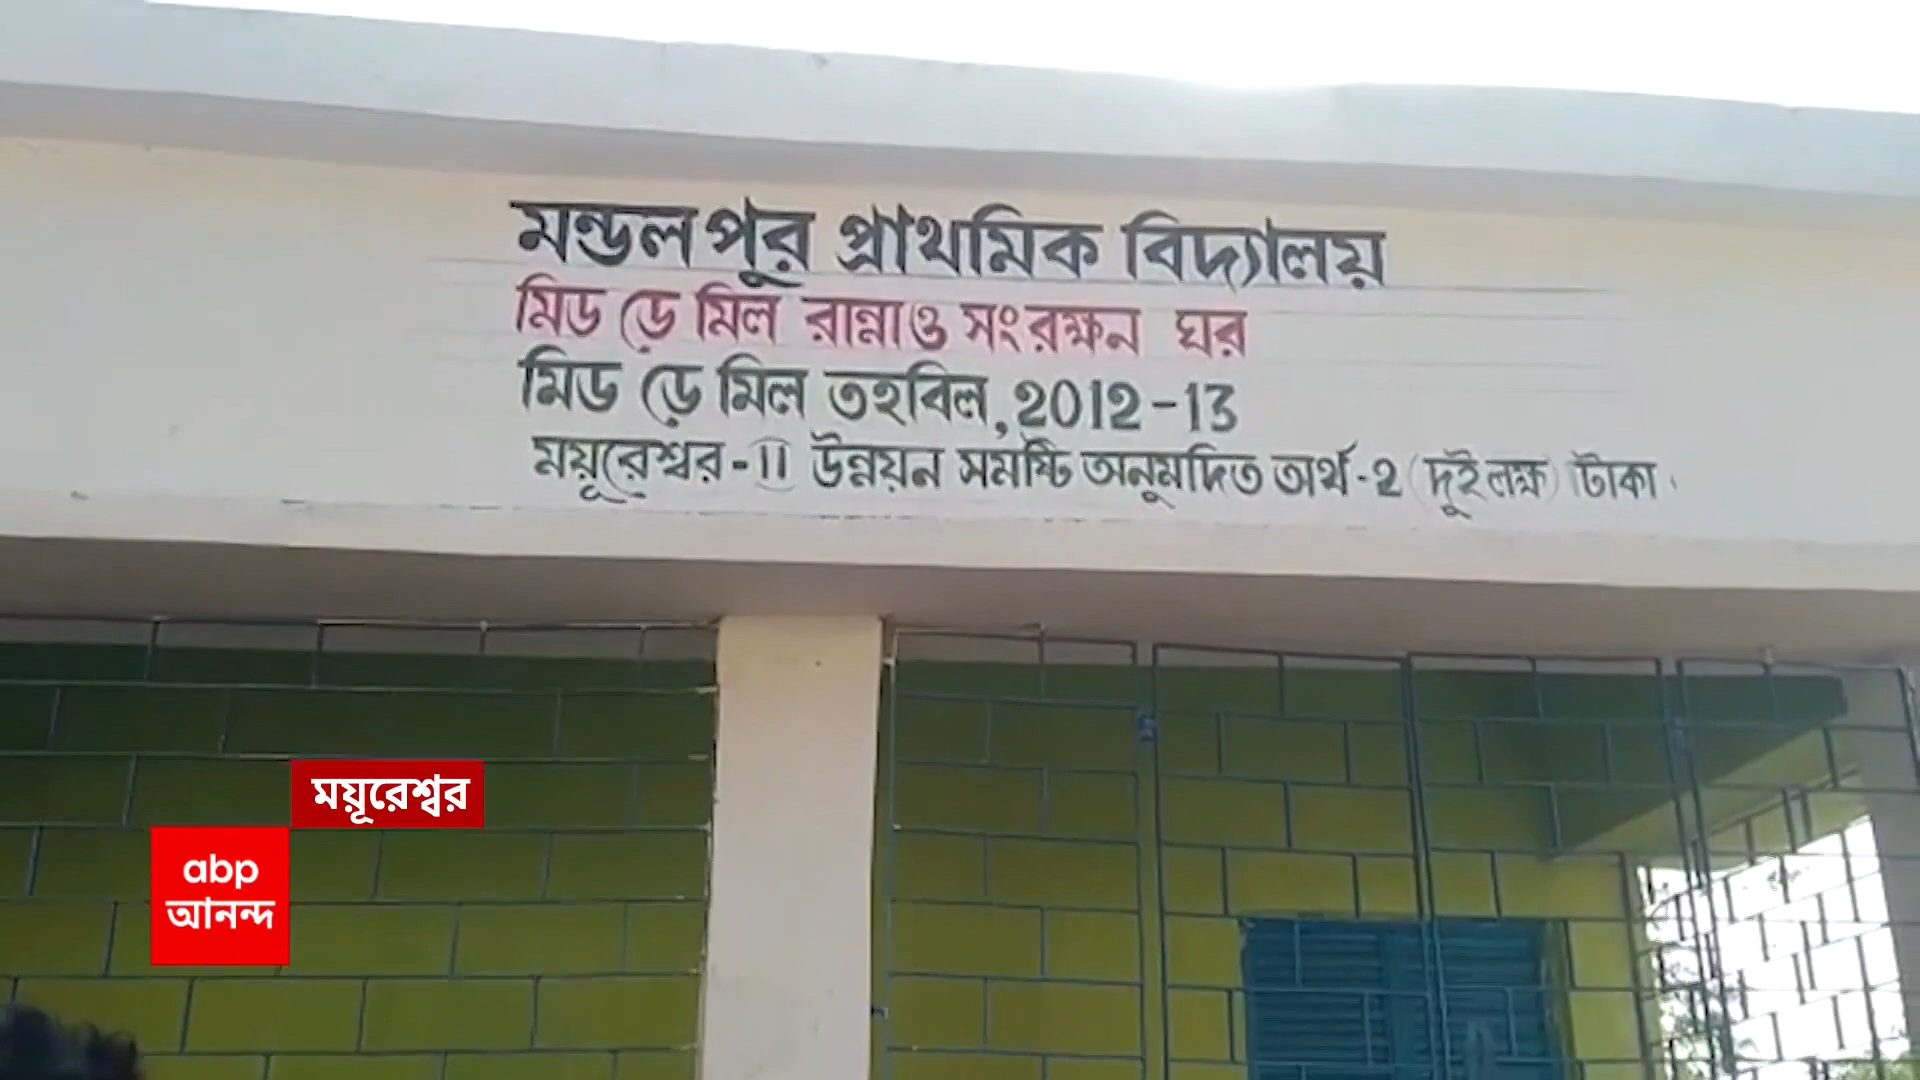 মন্ডলপুর প্রাথমিক বিদ্যালয়
মিড ডে মিল রান্না ও সংরক্ষন ঘর
মিড ডে মিল তহবিল, 2012-13
ময়ূরেশ্বর-II উন্নয়ন সমষ্টি অনুমদিত অর্থ-2 (দুই লক্ষ) টাকা
ময়ূরেশ্বর
abp
আনন্দ